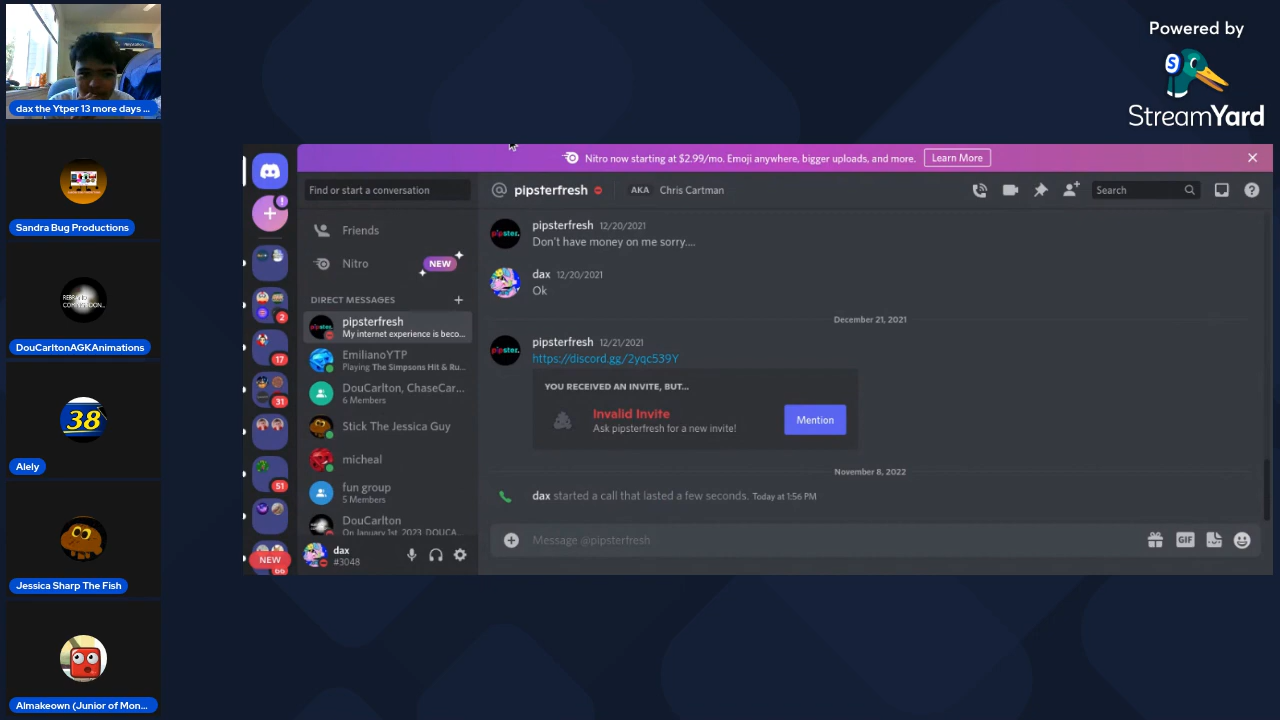 dax the Ytper 13 more days ...
Sandra Bug Productions
DouCarltonAGKAnimations
38
Alely
Jessica Sharp The Fish
Almakeown (Junior of Mon...
Powered by
StreamYard
Nitro now starting at $2.99/mo. Emoji anywhere, bigger uploads, and more.
Learn More
Find or start a conversation
Friends
Nitro
NEW
DIRECT MESSAGES
pipsterfresh
My internet experience is beco...
EmilianoYTP
Playing The Simpsons Hit & Ru...
DouCarlton, ChaseCar...
6 Members
Stick The Jessica Guy
micheal
fun group
5 Members
DouCarlton
On January 1st, 2023, DOUCA...
2
17
31
51
NEW
dax
#3048
@ pipsterfresh
AKA Chris Cartman
Search
pipsterfresh 12/20/2021
Don't have money on me sorry....
dax 12/20/2021
Ok
December 21, 2021
pipster.
pipsterfresh 12/21/2021
https://discord.gg/2yqc539Y
YOU RECEIVED AN INVITE, BUT...
Invalid Invite
Ask pipsterfresh for a new invite!
Mention
November 8, 2022
dax started a call that lasted a few seconds. Today at 1:56 PM
Message @pipsterfresh
GIF